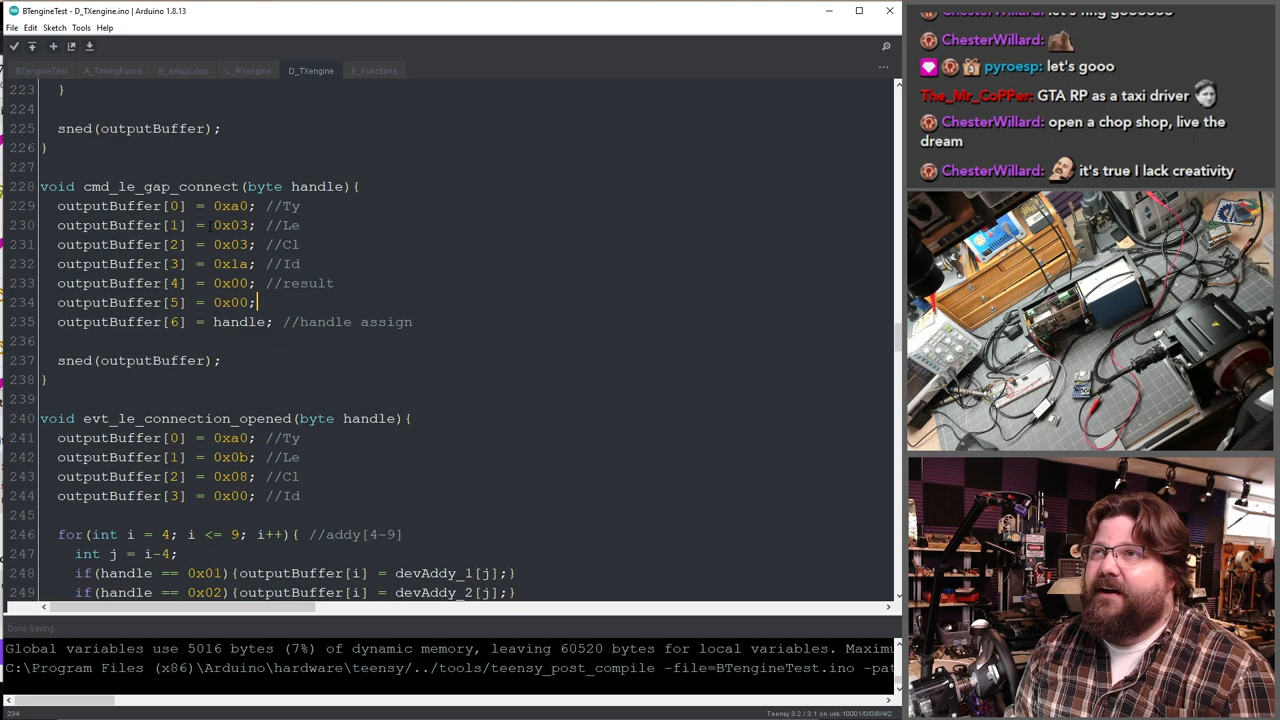 BTengineTest - D_TXengine.ino | Arduino 1.8.13
File Edit Sketch Tools Help
BTengineTest A_TimingFuncs B_setupLoop C_RXengine D_TXengine E_Functions
223 }
224
225 sned(outputBuffer);
226 }
227
228 void cmd_le_gap_connect(byte handle){
229 outputBuffer[0] = 0xa0; //Ty
230 outputBuffer[1] = 0x03; //Le
231 outputBuffer[2] = 0x03; //Cl
232 outputBuffer[3] = 0x1a; //Id
233 outputBuffer[4] = 0x00; //result
234 outputBuffer[5] = 0x00;
235 outputBuffer[6] = handle; //handle assign
236
237 sned(outputBuffer);
238 }
239
240 void evt_le_connection_opened(byte handle){
241 outputBuffer[0] = 0xa0; //Ty
242 outputBuffer[1] = 0x0b; //Le
243 outputBuffer[2] = 0x08; //Cl
244 outputBuffer[3] = 0x00; //Id
245
246 for(int i = 4; i <= 9; i++){ //addy[4-9]
247 int j = i-4;
248 if(handle == 0x01){outputBuffer[i] = devAddy_1[j];}
249 if(handle == 0x02){outputBuffer[i] = devAddy_2[j];}
Done Saving.
Global variables use 5016 bytes (7%) of dynamic memory, leaving 60520 bytes for local variables. Maximu
C:\Program Files (x86)\Arduino\hardware\teensy/../tools/teensy_post_compile -file=BTengineTest.ino -pat
234
Teensy 3.2 / 3.1 on usb:10001/0/0/8/4/2
ChesterWillard:
ChesterWillard:
pyroesp: let's gooo
The_Mr_CoPPer: GTA RP as a taxi driver
ChesterWillard: open a chop shop, live the
dream
ChesterWillard: it's true I lack creativity